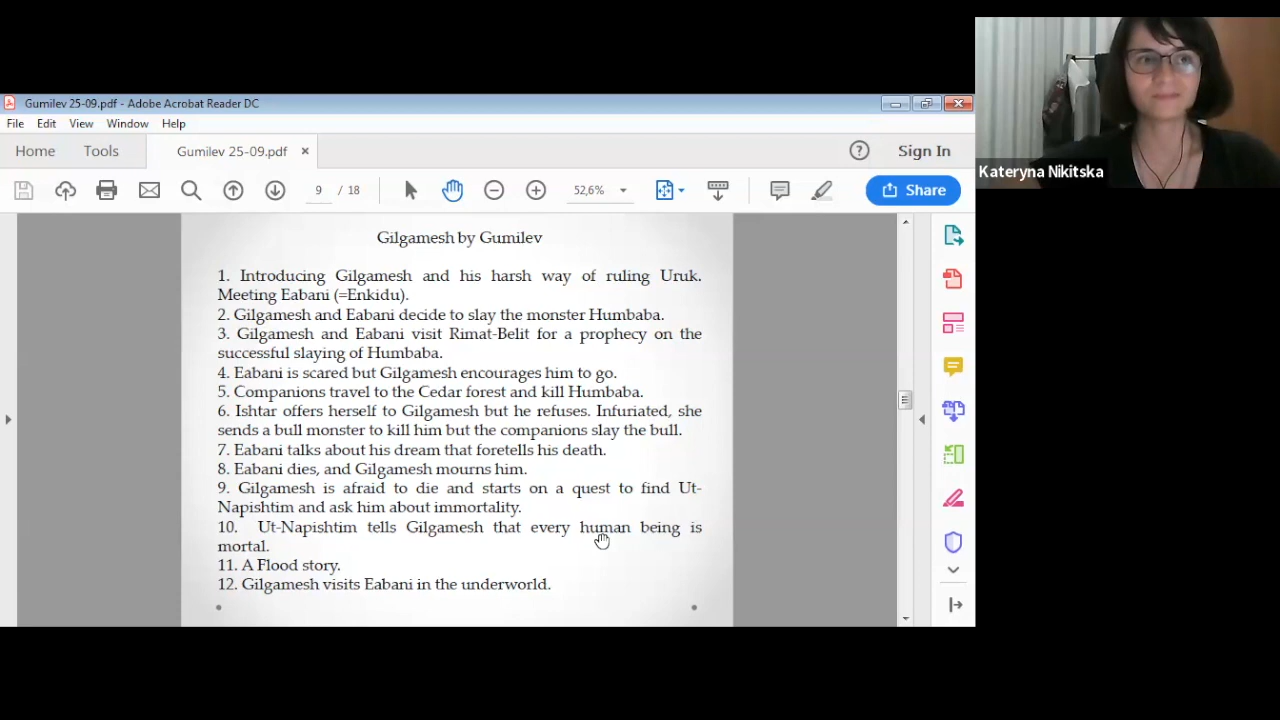 Gumilev 25-09.pdf - Adobe Acrobat Reader DC
File Edit View Window Help
Home Tools Gumilev 25-09.pdf × Sign In
9 / 18 52,6% Share
Kateryna Nikitska
Gilgamesh by Gumilev
1. Introducing Gilgamesh and his harsh way of ruling Uruk.
Meeting Eabani (=Enkidu).
2. Gilgamesh and Eabani decide to slay the monster Humbaba.
3. Gilgamesh and Eabani visit Rimat-Belit for a prophecy on the
successful slaying of Humbaba.
4. Eabani is scared but Gilgamesh encourages him to go.
5. Companions travel to the Cedar forest and kill Humbaba.
6. Ishtar offers herself to Gilgamesh but he refuses. Infuriated, she
sends a bull monster to kill him but the companions slay the bull.
7. Eabani talks about his dream that foretells his death.
8. Eabani dies, and Gilgamesh mourns him.
9. Gilgamesh is afraid to die and starts on a quest to find Ut-
Napishtim and ask him about immortality.
10. Ut-Napishtim tells Gilgamesh that every human being is
mortal.
11. A Flood story.
12. Gilgamesh visits Eabani in the underworld.